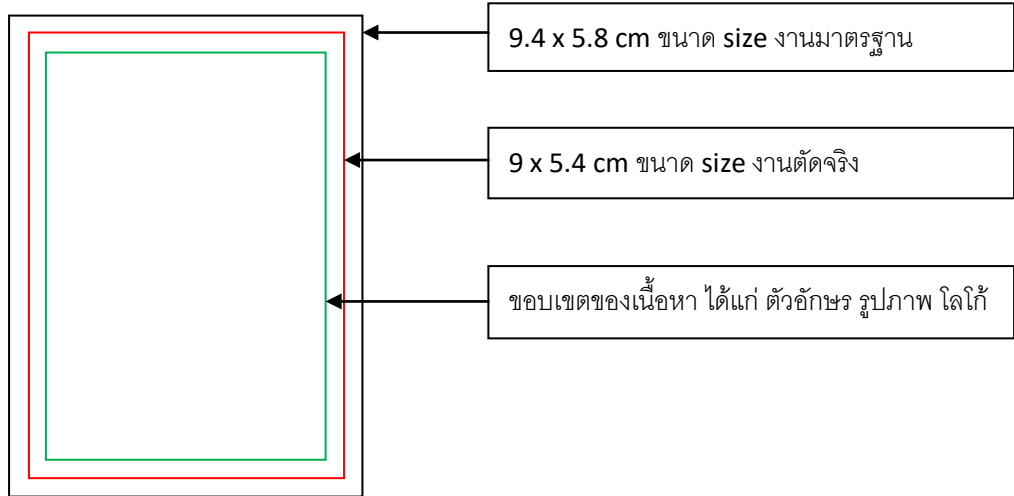 9.4 x 5.8 cm ขนาด size งานมาตรฐาน
9 x 5.4 cm ขนาด size งานตัดจริง
ขอบเขตของเนื้อหา ได้แก่ ตัวอักษร รูปภาพ โลโก้